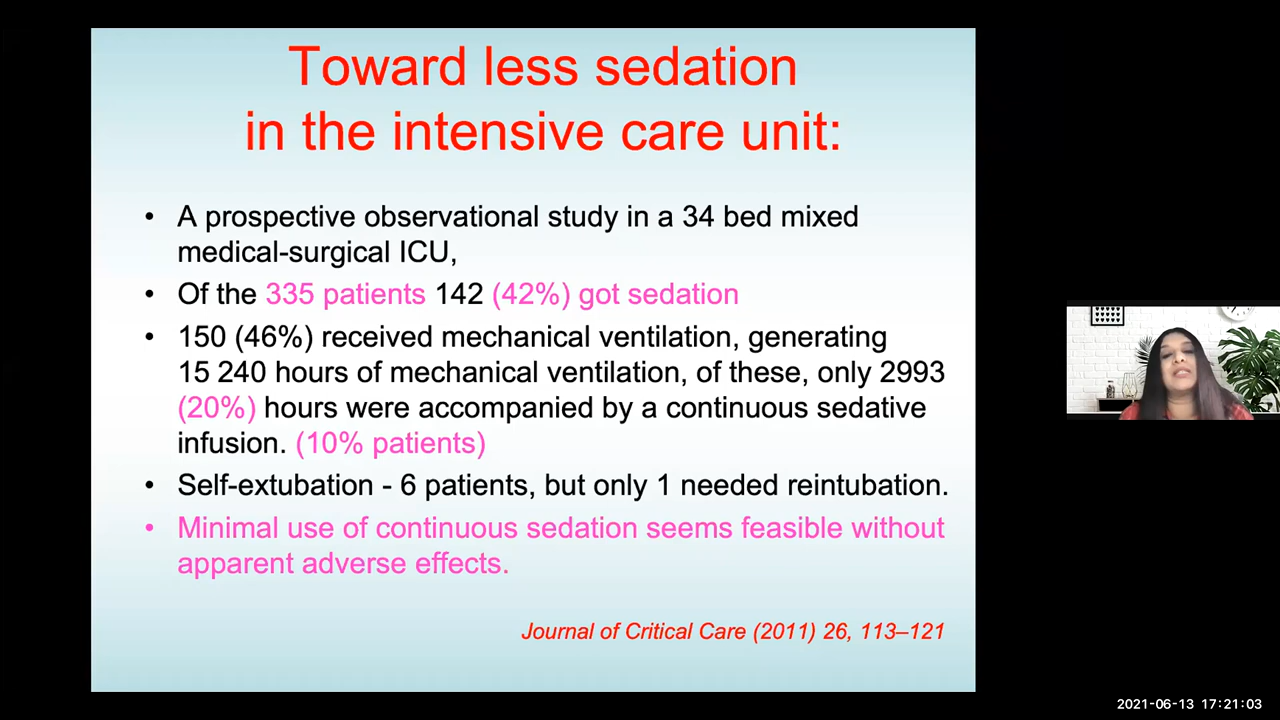 Toward less sedation
in the intensive care unit:
• A prospective observational study in a 34 bed mixed
medical-surgical ICU,
• Of the 335 patients 142 (42%) got sedation
• 150 (46%) received mechanical ventilation, generating
15 240 hours of mechanical ventilation, of these, only 2993
(20%) hours were accompanied by a continuous sedative
infusion. (10% patients)
• Self-extubation - 6 patients, but only 1 needed reintubation.
• Minimal use of continuous sedation seems feasible without
apparent adverse effects.
Journal of Critical Care (2011) 26, 113–121
2021-06-13 17:21:03